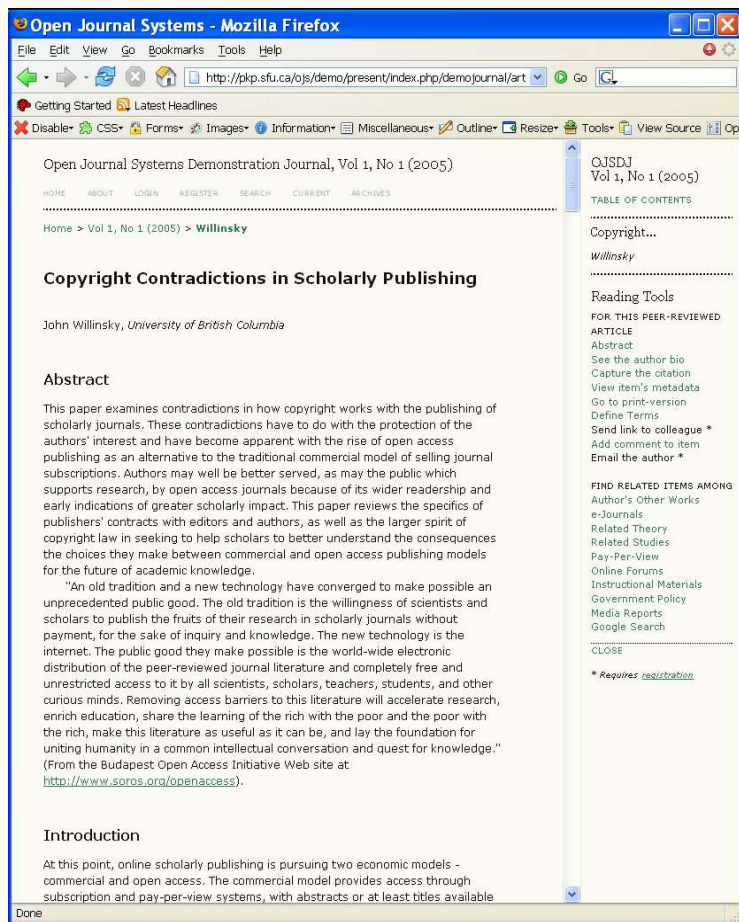 Open Journal Systems - Mozilla Firefox
File Edit View Go Bookmarks Tools Help
http://pkp.sfu.ca/ojs/demo/present/index.php/demojournal/art Go G
Getting Started Latest Headlines
Disable CSS Forms Images Information Miscellaneous Outline Resize Tools View Source Op
Open Journal Systems Demonstration Journal, Vol 1, No 1 (2005)
HOME ABOUT LOGIN REGISTER SEARCH CURRENT ARCHIVES
Home > Vol 1, No 1 (2005) > Willinsky
Copyright Contradictions in Scholarly Publishing
John Willinsky, University of British Columbia
Abstract
This paper examines contradictions in how copyright works with the publishing of
scholarly journals. These contradictions have to do with the protection of the
authors' interest and have become apparent with the rise of open access
publishing as an alternative to the traditional commercial model of selling journal
subscriptions. Authors may well be better served, as may the public which
supports research, by open access journals because of its wider readership and
early indications of greater scholarly impact. This paper reviews the specifics of
publishers' contracts with editors and authors, as well as the larger spirit of
copyright law in seeking to help scholars to better understand the consequences
the choices they make between commercial and open access publishing models
for the future of academic knowledge.
"An old tradition and a new technology have converged to make possible an
unprecedented public good. The old tradition is the willingness of scientists and
scholars to publish the fruits of their research in scholarly journals without
payment, for the sake of inquiry and knowledge. The new technology is the
internet. The public good they make possible is the world-wide electronic
distribution of the peer-reviewed journal literature and completely free and
unrestricted access to it by all scientists, scholars, teachers, students, and other
curious minds. Removing access barriers to this literature will accelerate research,
enrich education, share the learning of the rich with the poor and the poor with
the rich, make this literature as useful as it can be, and lay the foundation for
uniting humanity in a common intellectual conversation and quest for knowledge."
(From the Budapest Open Access Initiative Web site at
http://www.soros.org/openaccess).
Introduction
At this point, online scholarly publishing is pursuing two economic models -
commercial and open access. The commercial model provides access through
subscription and pay-per-view systems, with abstracts or at least titles available
OJSDJ
Vol 1, No 1 (2005)
TABLE OF CONTENTS
Copyright...
Willinsky
Reading Tools
FOR THIS PEER-REVIEWED
ARTICLE
Abstract
See the author bio
Capture the citation
View item's metadata
Go to print-version
Define Terms
Send link to colleague *
Add comment to item
Email the author *
FIND RELATED ITEMS AMONG
Author's Other Works
e-Journals
Related Theory
Related Studies
Pay-Per-View
Online Forums
Instructional Materials
Government Policy
Media Reports
Google Search
CLOSE
* Requires registration
Done